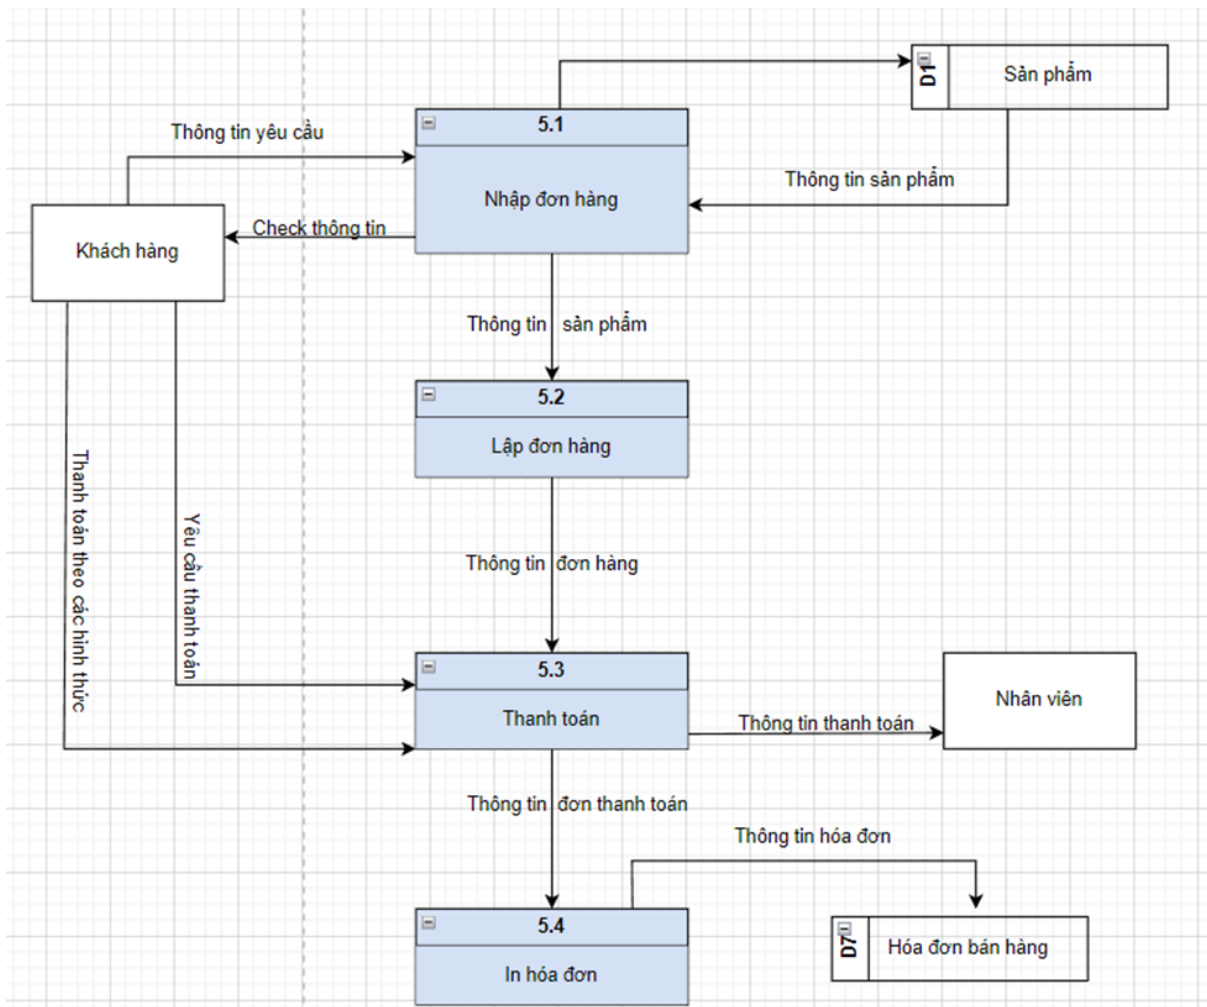 D1
Sản phẩm
5.1
Thông tin yêu cầu
Thông tin sản phẩm
Nhập đơn hàng
Check thông tin
Khách hàng
Thông tin sản phẩm
5.2
Lập đơn hàng
Thanh toán theo các hình thức
Yêu cầu thanh toán
Thông tin đơn hàng
5.3
Thanh toán
Nhân viên
Thông tin thanh toán
Thông tin đơn thanh toán
Thông tin hóa đơn
5.4
In hóa đơn
D7
Hóa đơn bán hàng